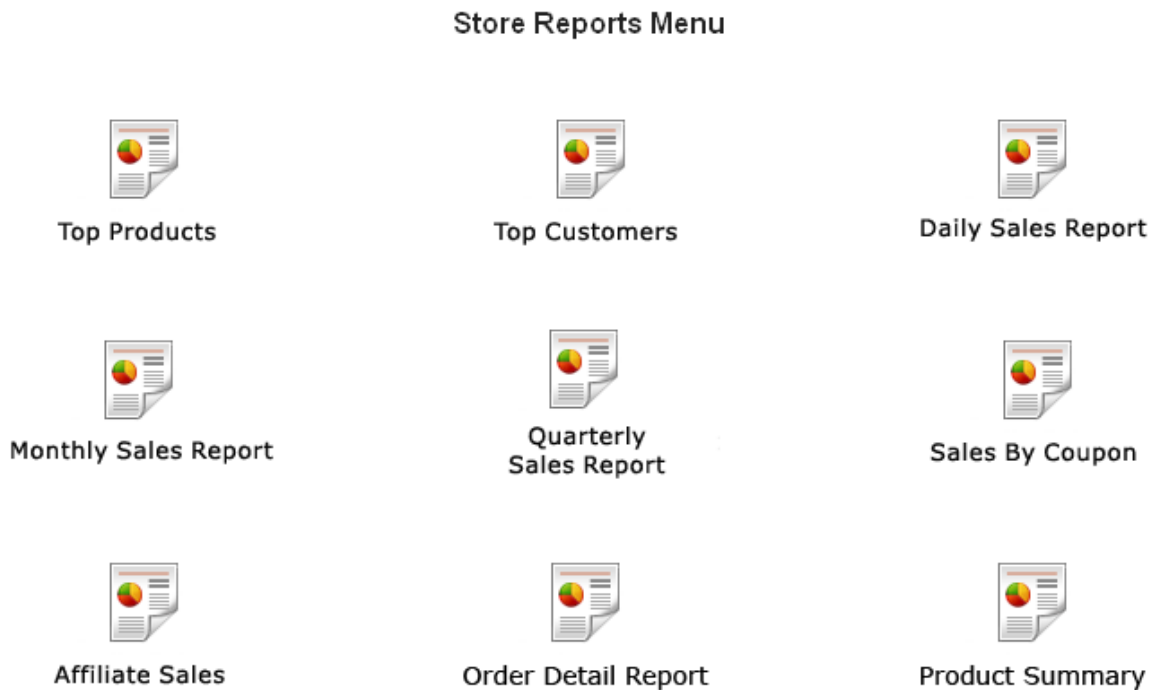 Store Reports Menu
Top Products
Top Customers
Daily Sales Report
Monthly Sales Report
Quarterly
Sales Report
Sales By Coupon
Affiliate Sales
Order Detail Report
Product Summary